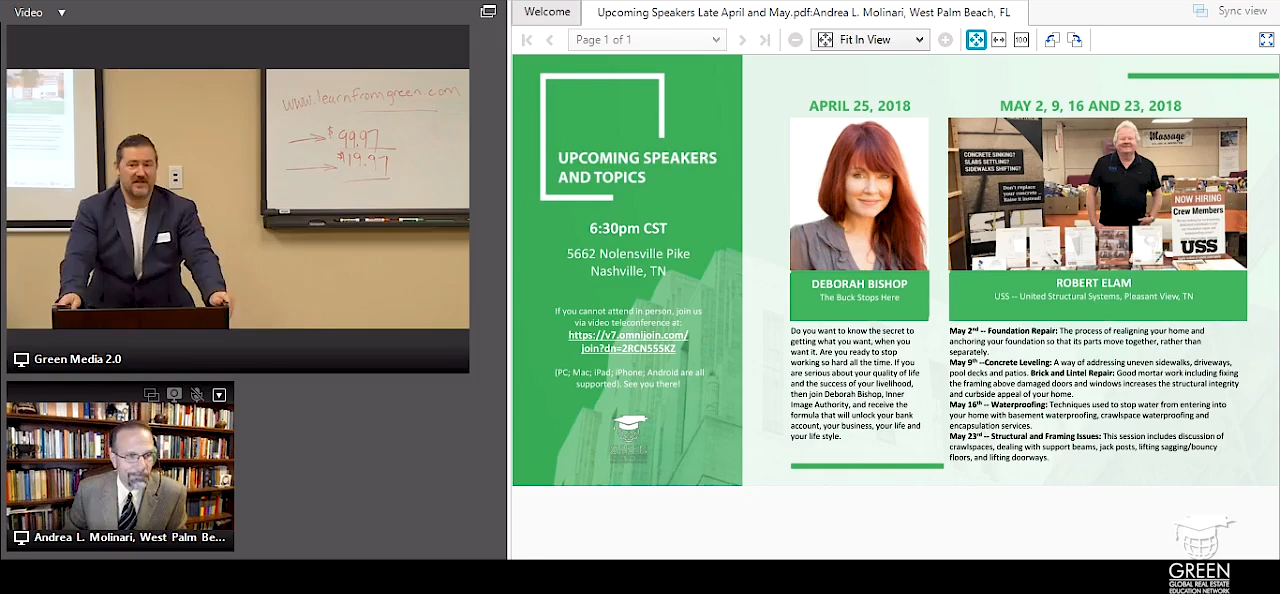 Video
Welcome
Upcoming Speakers Late April and May.pdf:Andrea L. Molinari, West Palm Beach, FL
Sync view
Page 1 of 1
Fit In View
100
www.learnfromgreen.com
$99.97
$19.97
Green Media 2.0
Andrea L. Molinari, West Palm Be...
UPCOMING SPEAKERS
AND TOPICS
6:30pm CST
5662 Nolensville Pike
Nashville, TN
If you cannot attend in person, join us
via video teleconference at:
https://v7.omnijoin.com/
join?dn=2RCN555KZ
(PC; Mac; iPad; iPhone; Android are all
supported). See you there!
GREEN
APRIL 25, 2018
DEBORAH BISHOP
The Buck Stops Here
Do you want to know the secret to
getting what you want, when you
want it. Are you ready to stop
working so hard all the time. If you
are serious about your quality of life
and the success of your livelihood,
then join Deborah Bishop, Inner
Image Authority, and receive the
formula that will unlock your bank
account, your business, your life and
your life style.
MAY 2, 9, 16 AND 23, 2018
CONCRETE SINKING?
SLABS SETTLING?
SIDEWALKS SHIFTING?
Don't replace
your concrete...
Raise it instead!
Massage
NOW HIRING
Crew Members
USS
ROBERT ELAM
USS -- United Structural Systems, Pleasant View, TN
May 2nd -- Foundation Repair: The process of realigning your home and
anchoring your foundation so that its parts move together, rather than
separately.
May 9th --Concrete Leveling: A way of addressing uneven sidewalks, driveways,
pool decks and patios. Brick and Lintel Repair: Good mortar work including fixing
the framing above damaged doors and windows increases the structural integrity
and curbside appeal of your home.
May 16th -- Waterproofing: Techniques used to stop water from entering into
your home with basement waterproofing, crawlspace waterproofing and
encapsulation services.
May 23rd -- Structural and Framing Issues: This session includes discussion of
crawlspaces, dealing with support beams, jack posts, lifting sagging/bouncy
floors, and lifting doorways.
GREEN
GLOBAL REAL ESTATE
EDUCATION NETWORK